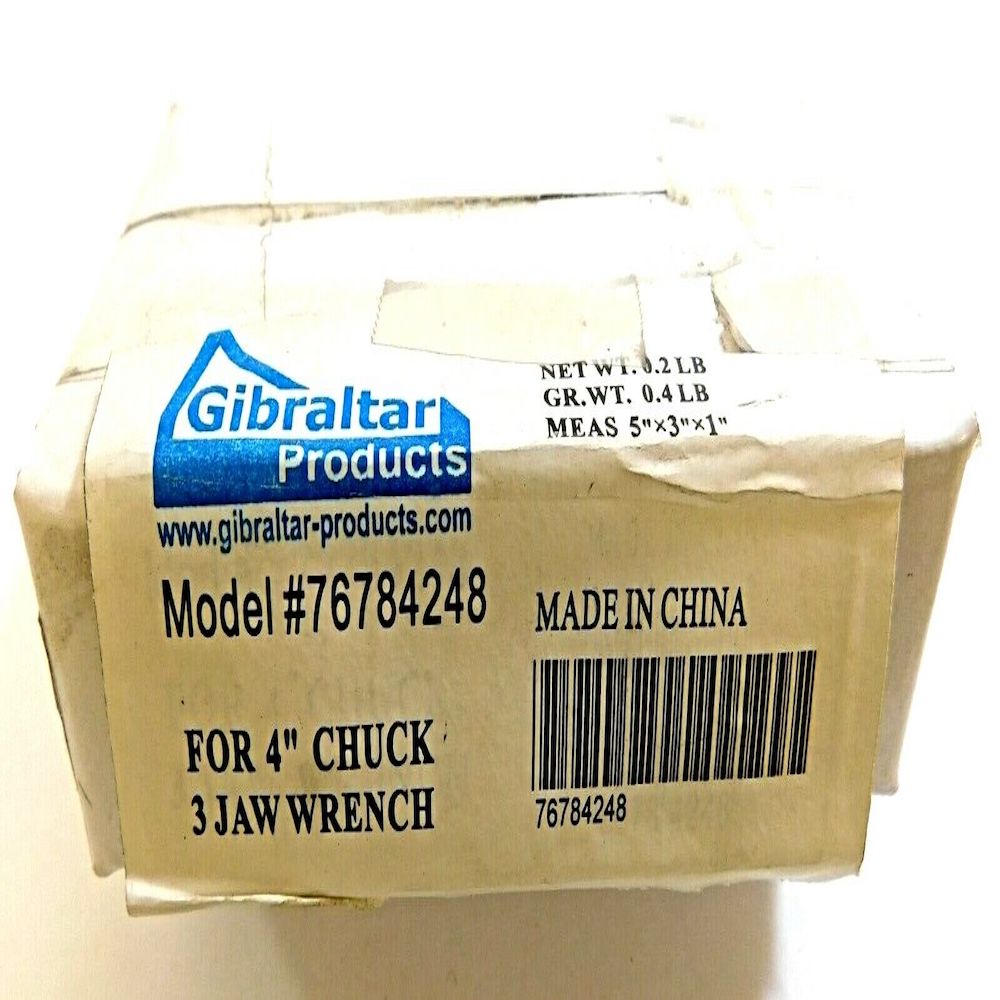 Gibraltar
Products
www.gibraltar-products.com
Model #76784248
FOR 4" CHUCK
3 JAW WRENCH
NET WT. 0.2 LB
GR.WT. 0.4 LB
MEAS 5"×3"×1"
MADE IN CHINA
76784248